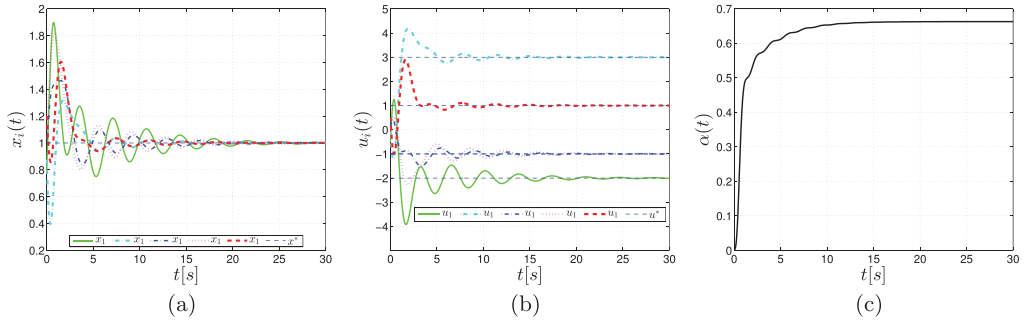 2
1.8
1.6
1.4
1.2
1
0.8
0.6
0.4
0.2
x_i(t)
x_1 x_1 x_1 x_1 x_1 x*
0 5 10 15 20 25 30
t[s]
(a)
5
4
3
2
1
0
−1
−2
−3
−4
u_i(t)
u_1 u_1 u_1 u_1 u_1 u*
0 5 10 15 20 25 30
t[s]
(b)
0.7
0.6
0.5
0.4
0.3
0.2
0.1
0
α(t)
0 5 10 15 20 25 30
t[s]
(c)